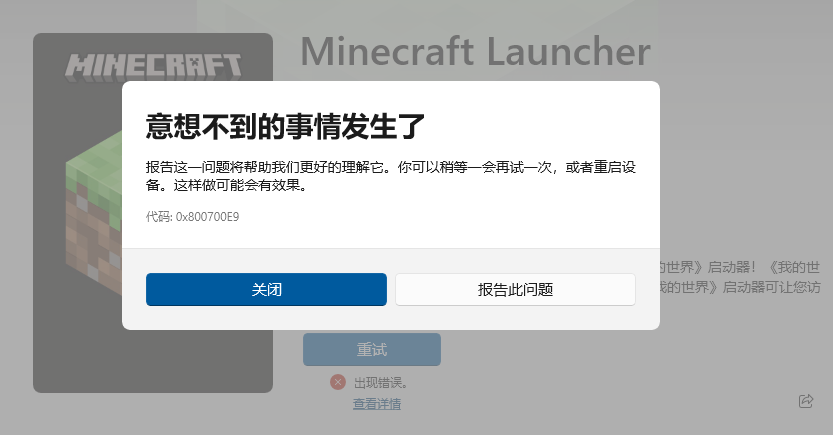 Minecraft Launcher
MINECRAFT
意想不到的事情发生了
报告这一问题将帮助我们更好的理解它。你可以稍等一会再试一次，或者重启设
备。这样做可能会有效果。
代码: 0x800700E9
关闭
报告此问题
的世界》启动器！《我的世
我的世界》启动器可让您访
重试
出现错误。
查看详情